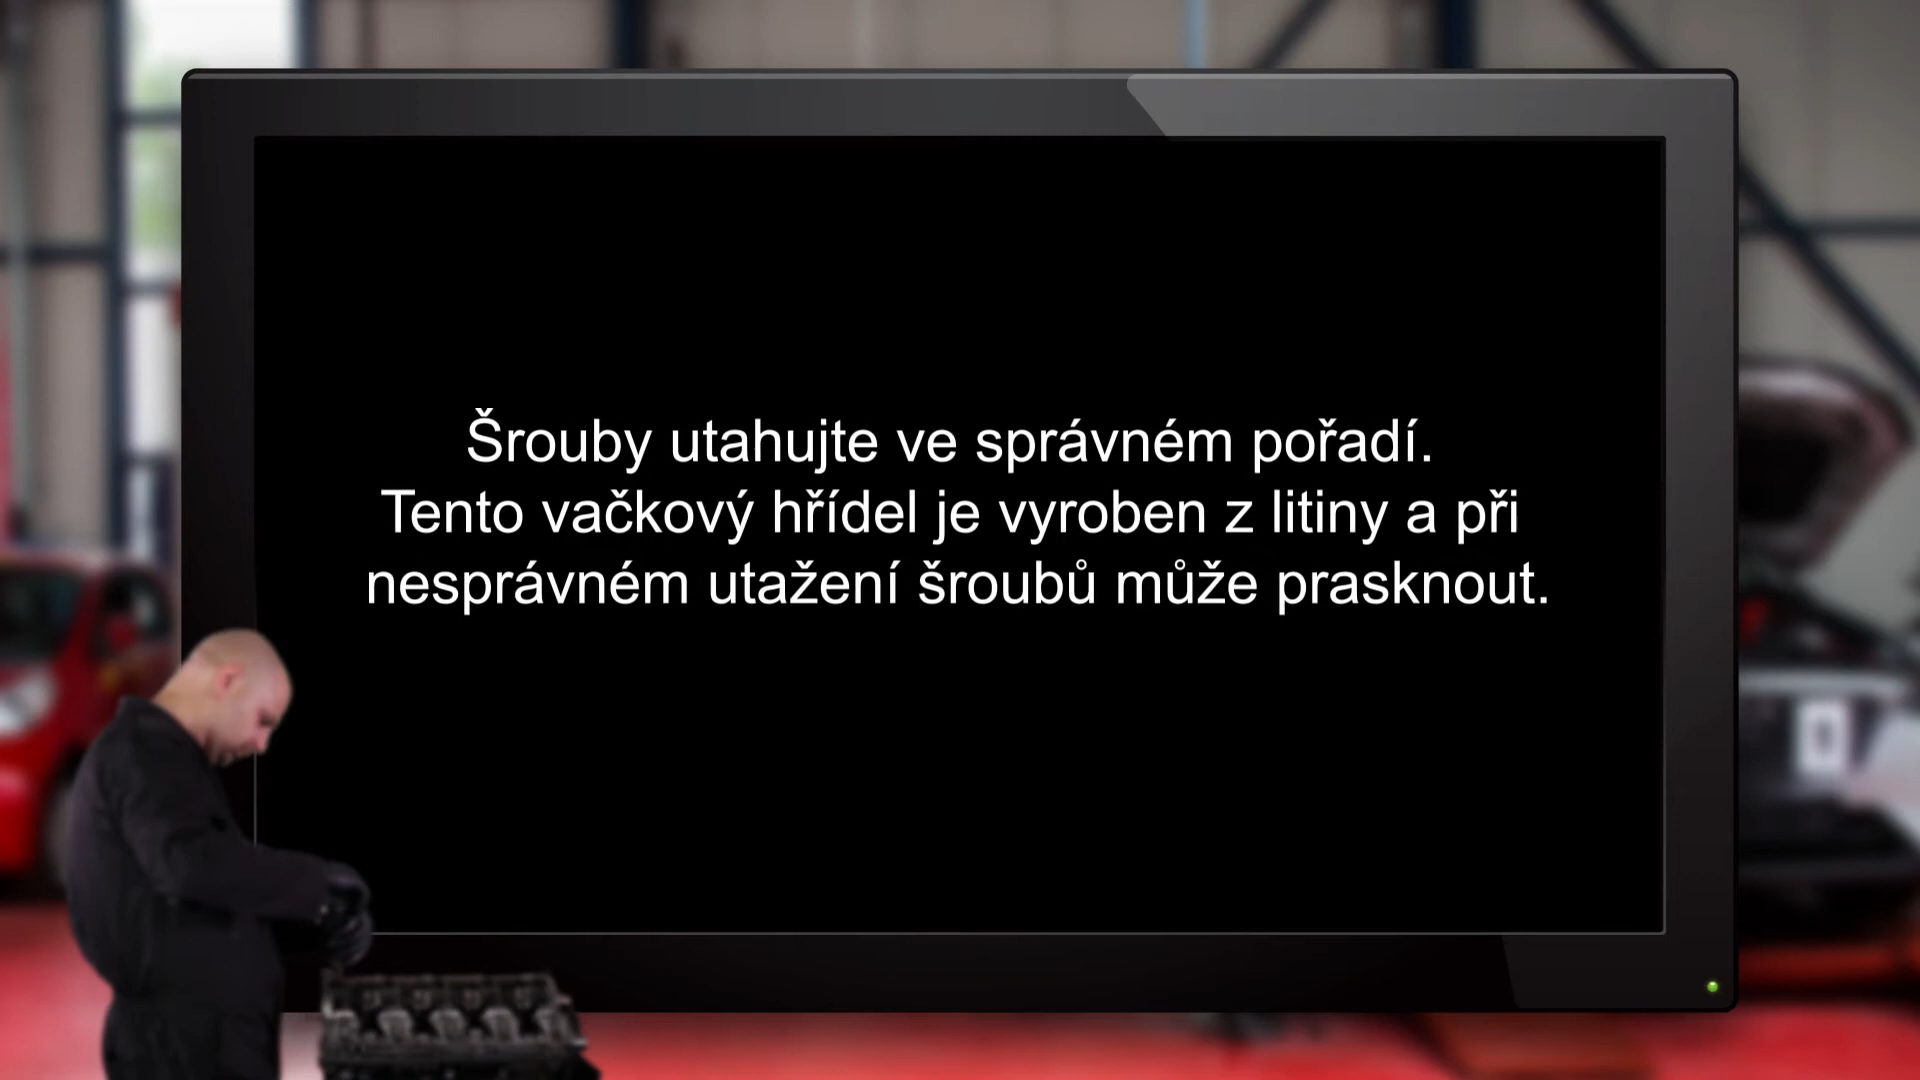 Šrouby utahujte ve správném pořadí.
Tento vačkový hřídel je vyroben z litiny a při
nesprávném utažení šroubů může prasknout.